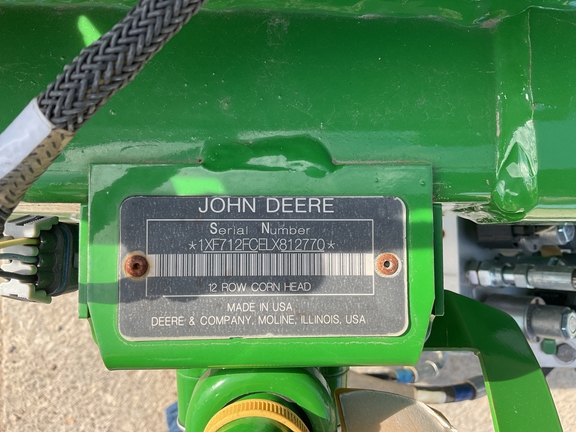 JOHN DEERE
Serial Number
*1XF712FCELX812770*
12 ROW CORN HEAD
MADE IN USA
DEERE & COMPANY, MOLINE, ILLINOIS, USA